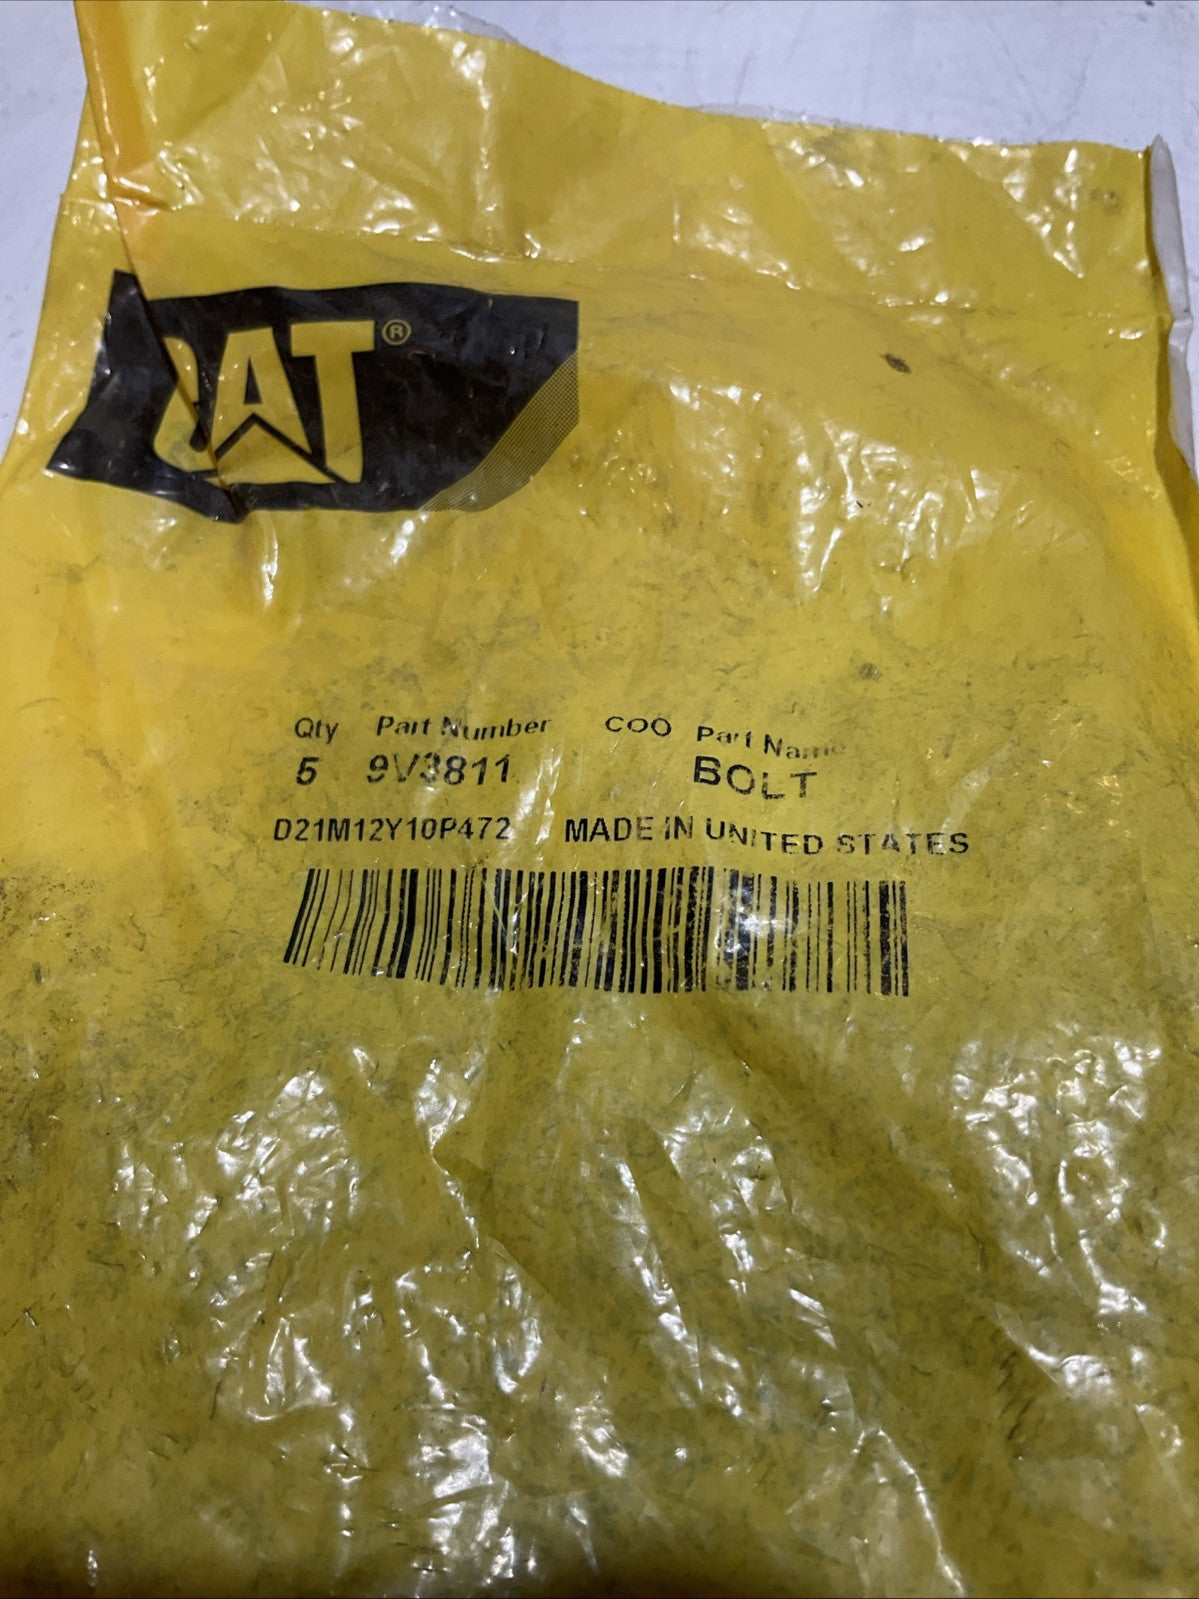 CAT®
Qty Part Number COO Part Name
5 9V3811 BOLT
D21M12Y10P472 MADE IN UNITED STATES